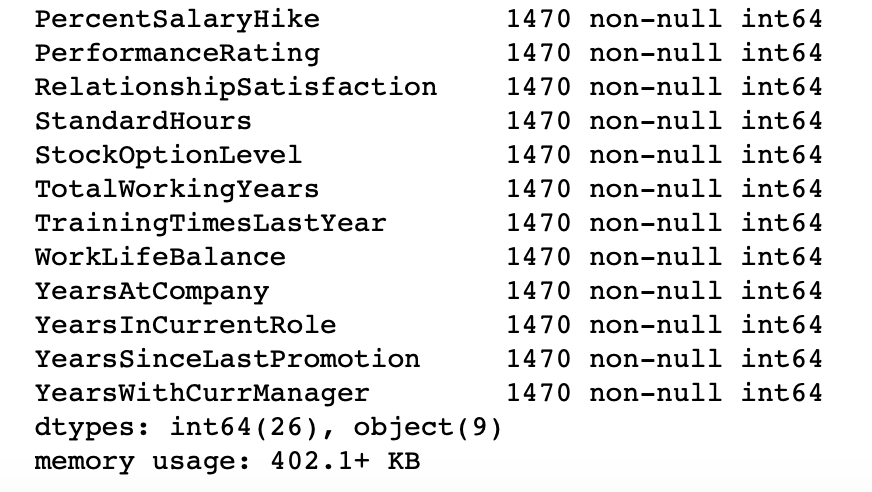 PercentSalaryHike 1470 non-null int64
PerformanceRating 1470 non-null int64
RelationshipSatisfaction 1470 non-null int64
StandardHours 1470 non-null int64
StockOptionLevel 1470 non-null int64
TotalWorkingYears 1470 non-null int64
TrainingTimesLastYear 1470 non-null int64
WorkLifeBalance 1470 non-null int64
YearsAtCompany 1470 non-null int64
YearsInCurrentRole 1470 non-null int64
YearsSinceLastPromotion 1470 non-null int64
YearsWithCurrManager 1470 non-null int64
dtypes: int64(26), object(9)
memory usage: 402.1+ KB